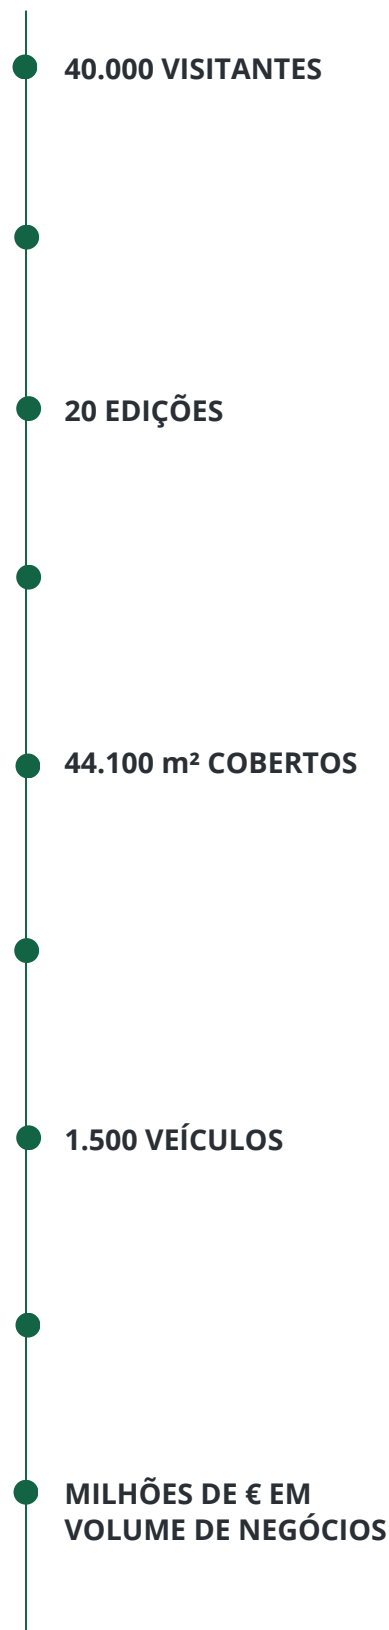 40.000 VISITANTES
20 EDIÇÕES
44.100 m² COBERTOS
1.500 VEÍCULOS
MILHÕES DE € EM
VOLUME DE NEGÓCIOS